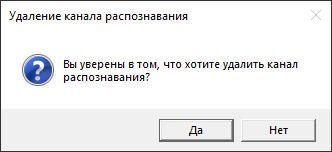 Удаление канала распознавания
Вы уверены в том, что хотите удалить канал
распознавания?
Да
Нет